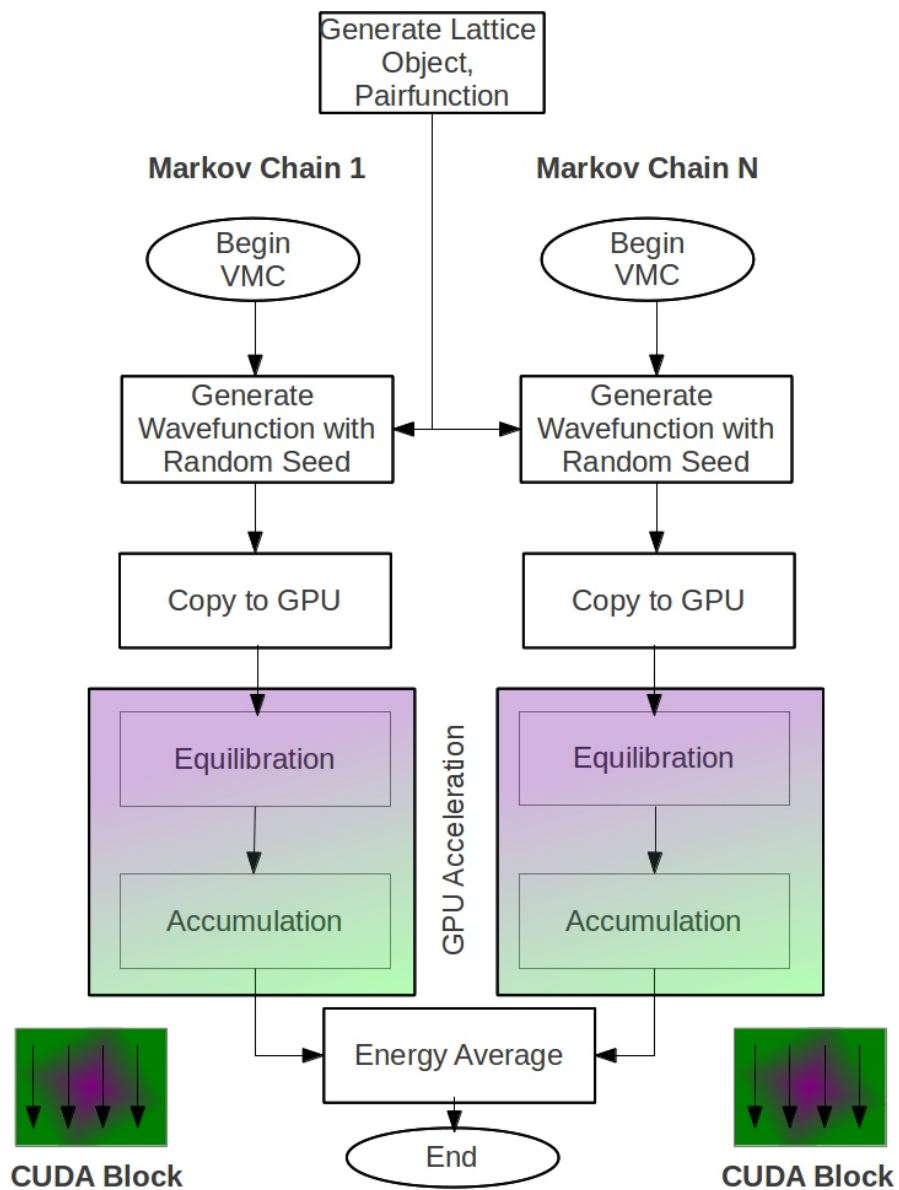 Generate Lattice
Object,
Pairfunction
Markov Chain 1
Markov Chain N
Begin
VMC
Begin
VMC
Generate
Wavefunction with
Random Seed
Generate
Wavefunction with
Random Seed
Copy to GPU
Copy to GPU
Equilibration
Equilibration
GPU Acceleration
Accumulation
Accumulation
Energy Average
End
CUDA Block
CUDA Block